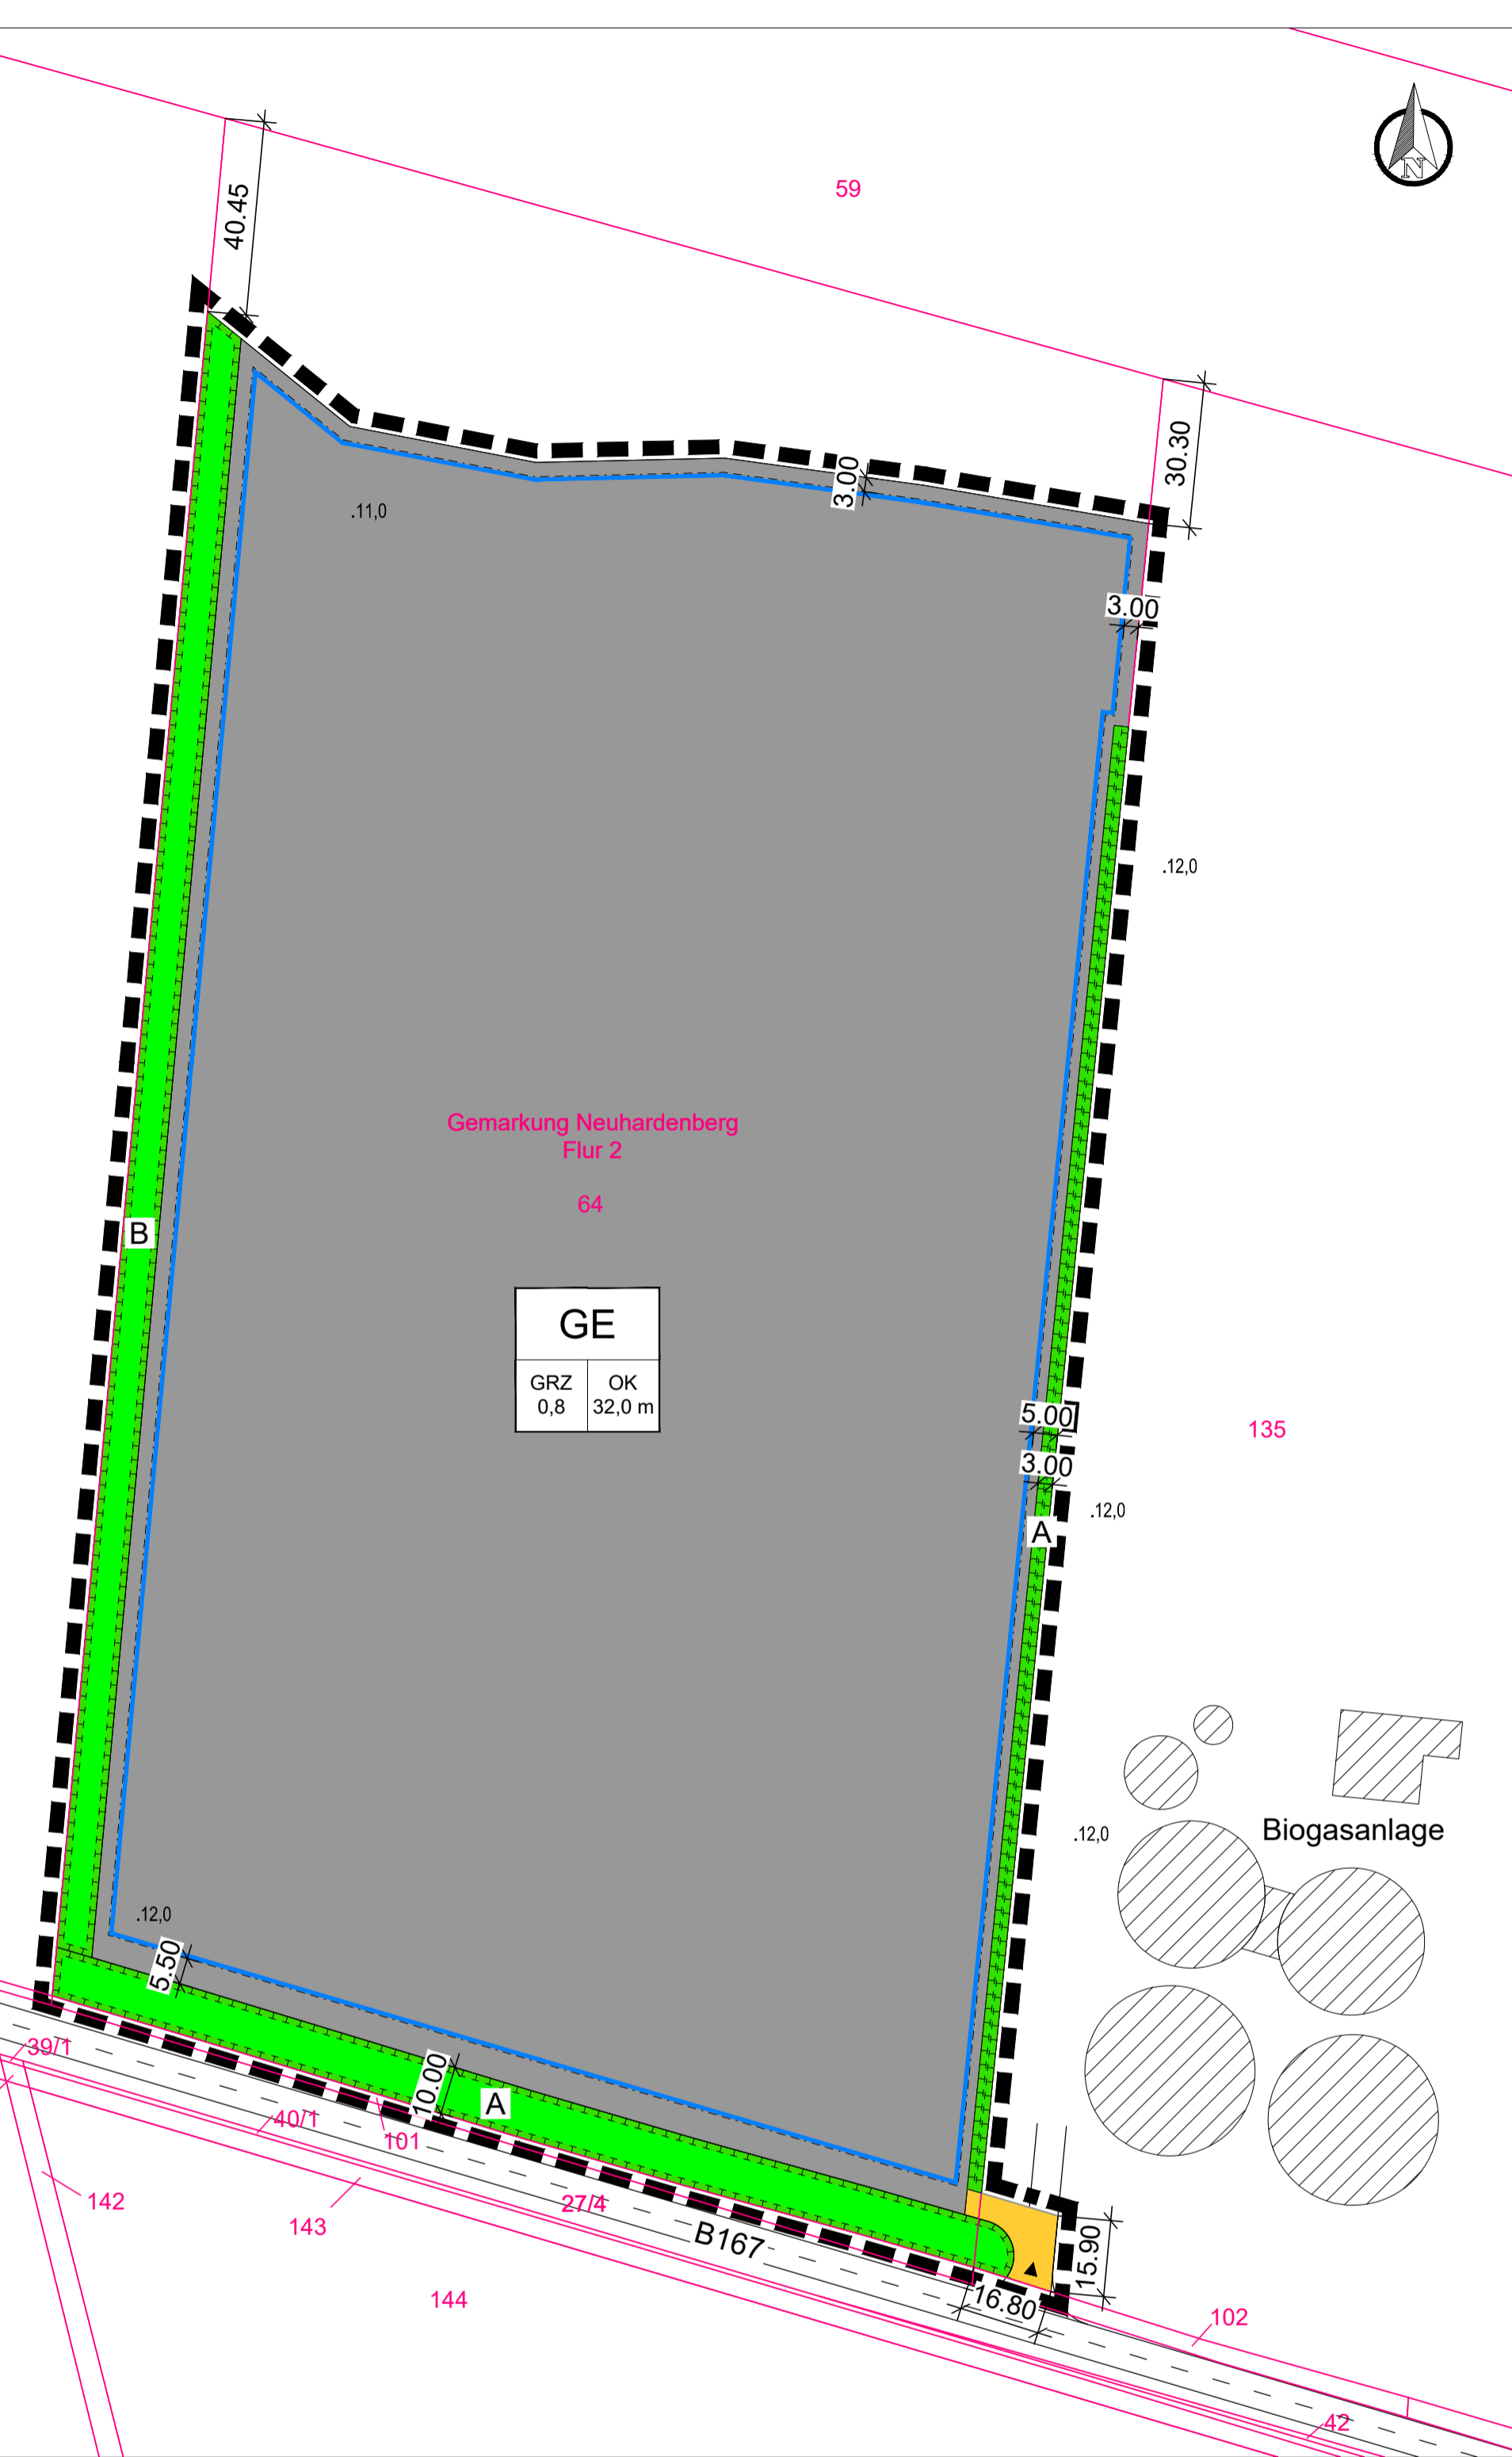 59
N
40.45
30.30
3.00
.11,0
3.00
.12,0
Gemarkung Neuhardenberg
Flur 2
64
B
GE
GRZ
0,8
OK
32,0 m
5.00
135
3.00
.12,0
A
Biogasanlage
.12,0
.12,0
5.50
39/1
10.00
A
40/1
101
142
27/4
143
B167
15.90
16.80
144
102
42